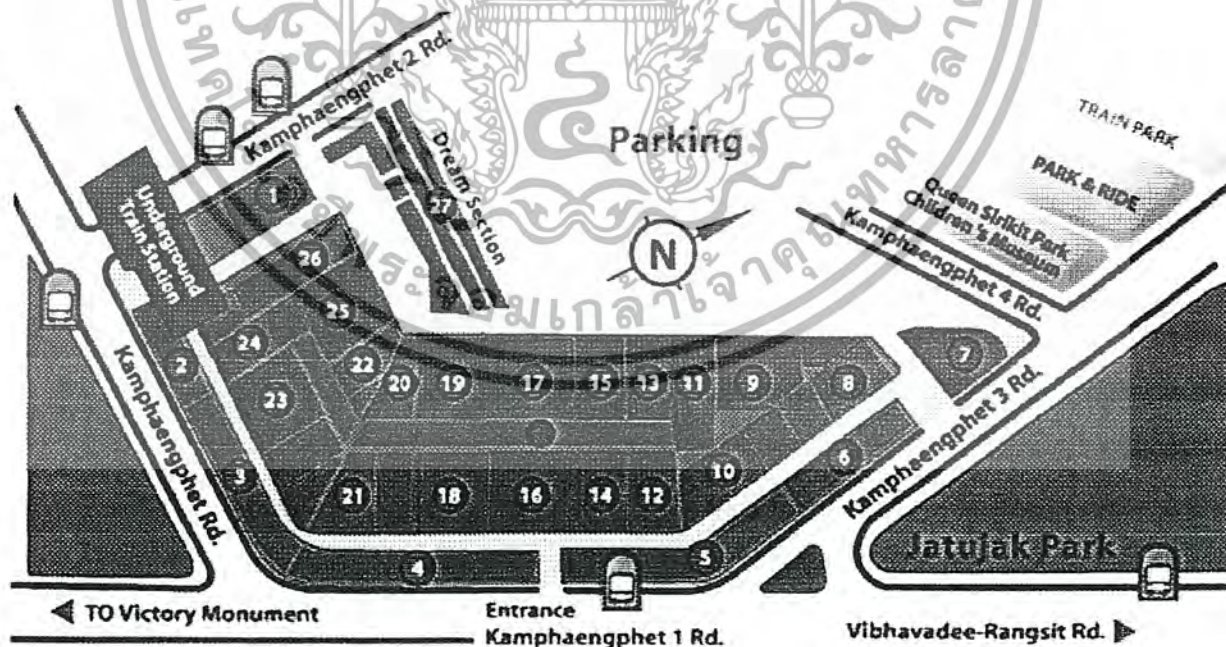 Kamphaengphet 2 Rd.
Dream Section
Parking
TRAIN PARK
PARK & RIDE
Queen Sirikit Park
Children's Museum
Kamphaengphet 4 Rd.
Underground
Train Station
1
27
N
26
25
24
2
22
20
19
17
15
13
11
9
8
7
23
Kamphaengphet Rd.
Kamphaengphet 3 Rd.
3
21
18
16
14
12
10
6
4
5
Jatujak Park
TO Victory Monument
Entrance
Kamphaengphet 1 Rd.
Vibhavadee-Rangsit Rd.